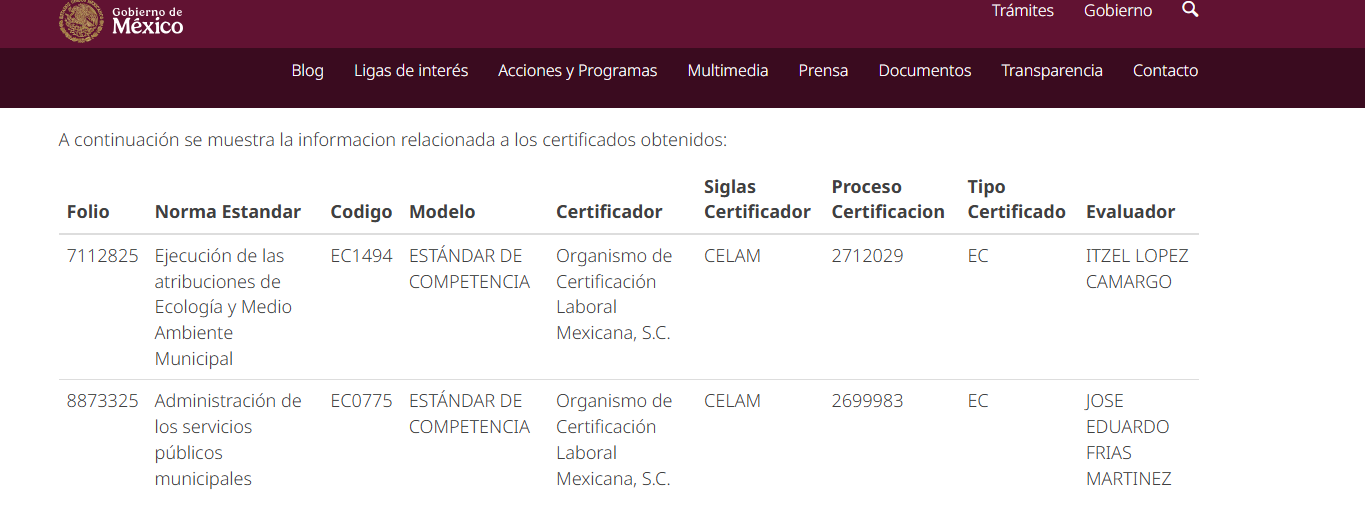 Gobierno de
México
Trámites Gobierno
Blog Ligas de interés Acciones y Programas Multimedia Prensa Documentos Transparencia Contacto
A continuación se muestra la informacion relacionada a los certificados obtenidos:
Folio Norma Estandar Codigo Modelo Certificador Siglas Certificador Proceso Certificacion Tipo Certificado Evaluador
7112825 Ejecución de las EC1494 ESTÁNDAR DE Organismo de CELAM 2712029 EC ITZEL LOPEZ
atribuciones de COMPETENCIA Certificación CAMARGO
Ecología y Medio Laboral
Ambiente Mexicana, S.C.
Municipal
8873325 Administración de EC0775 ESTÁNDAR DE Organismo de CELAM 2699983 EC JOSE
los servicios COMPETENCIA Certificación EDUARDO
públicos Laboral FRIAS
municipales Mexicana, S.C. MARTINEZ